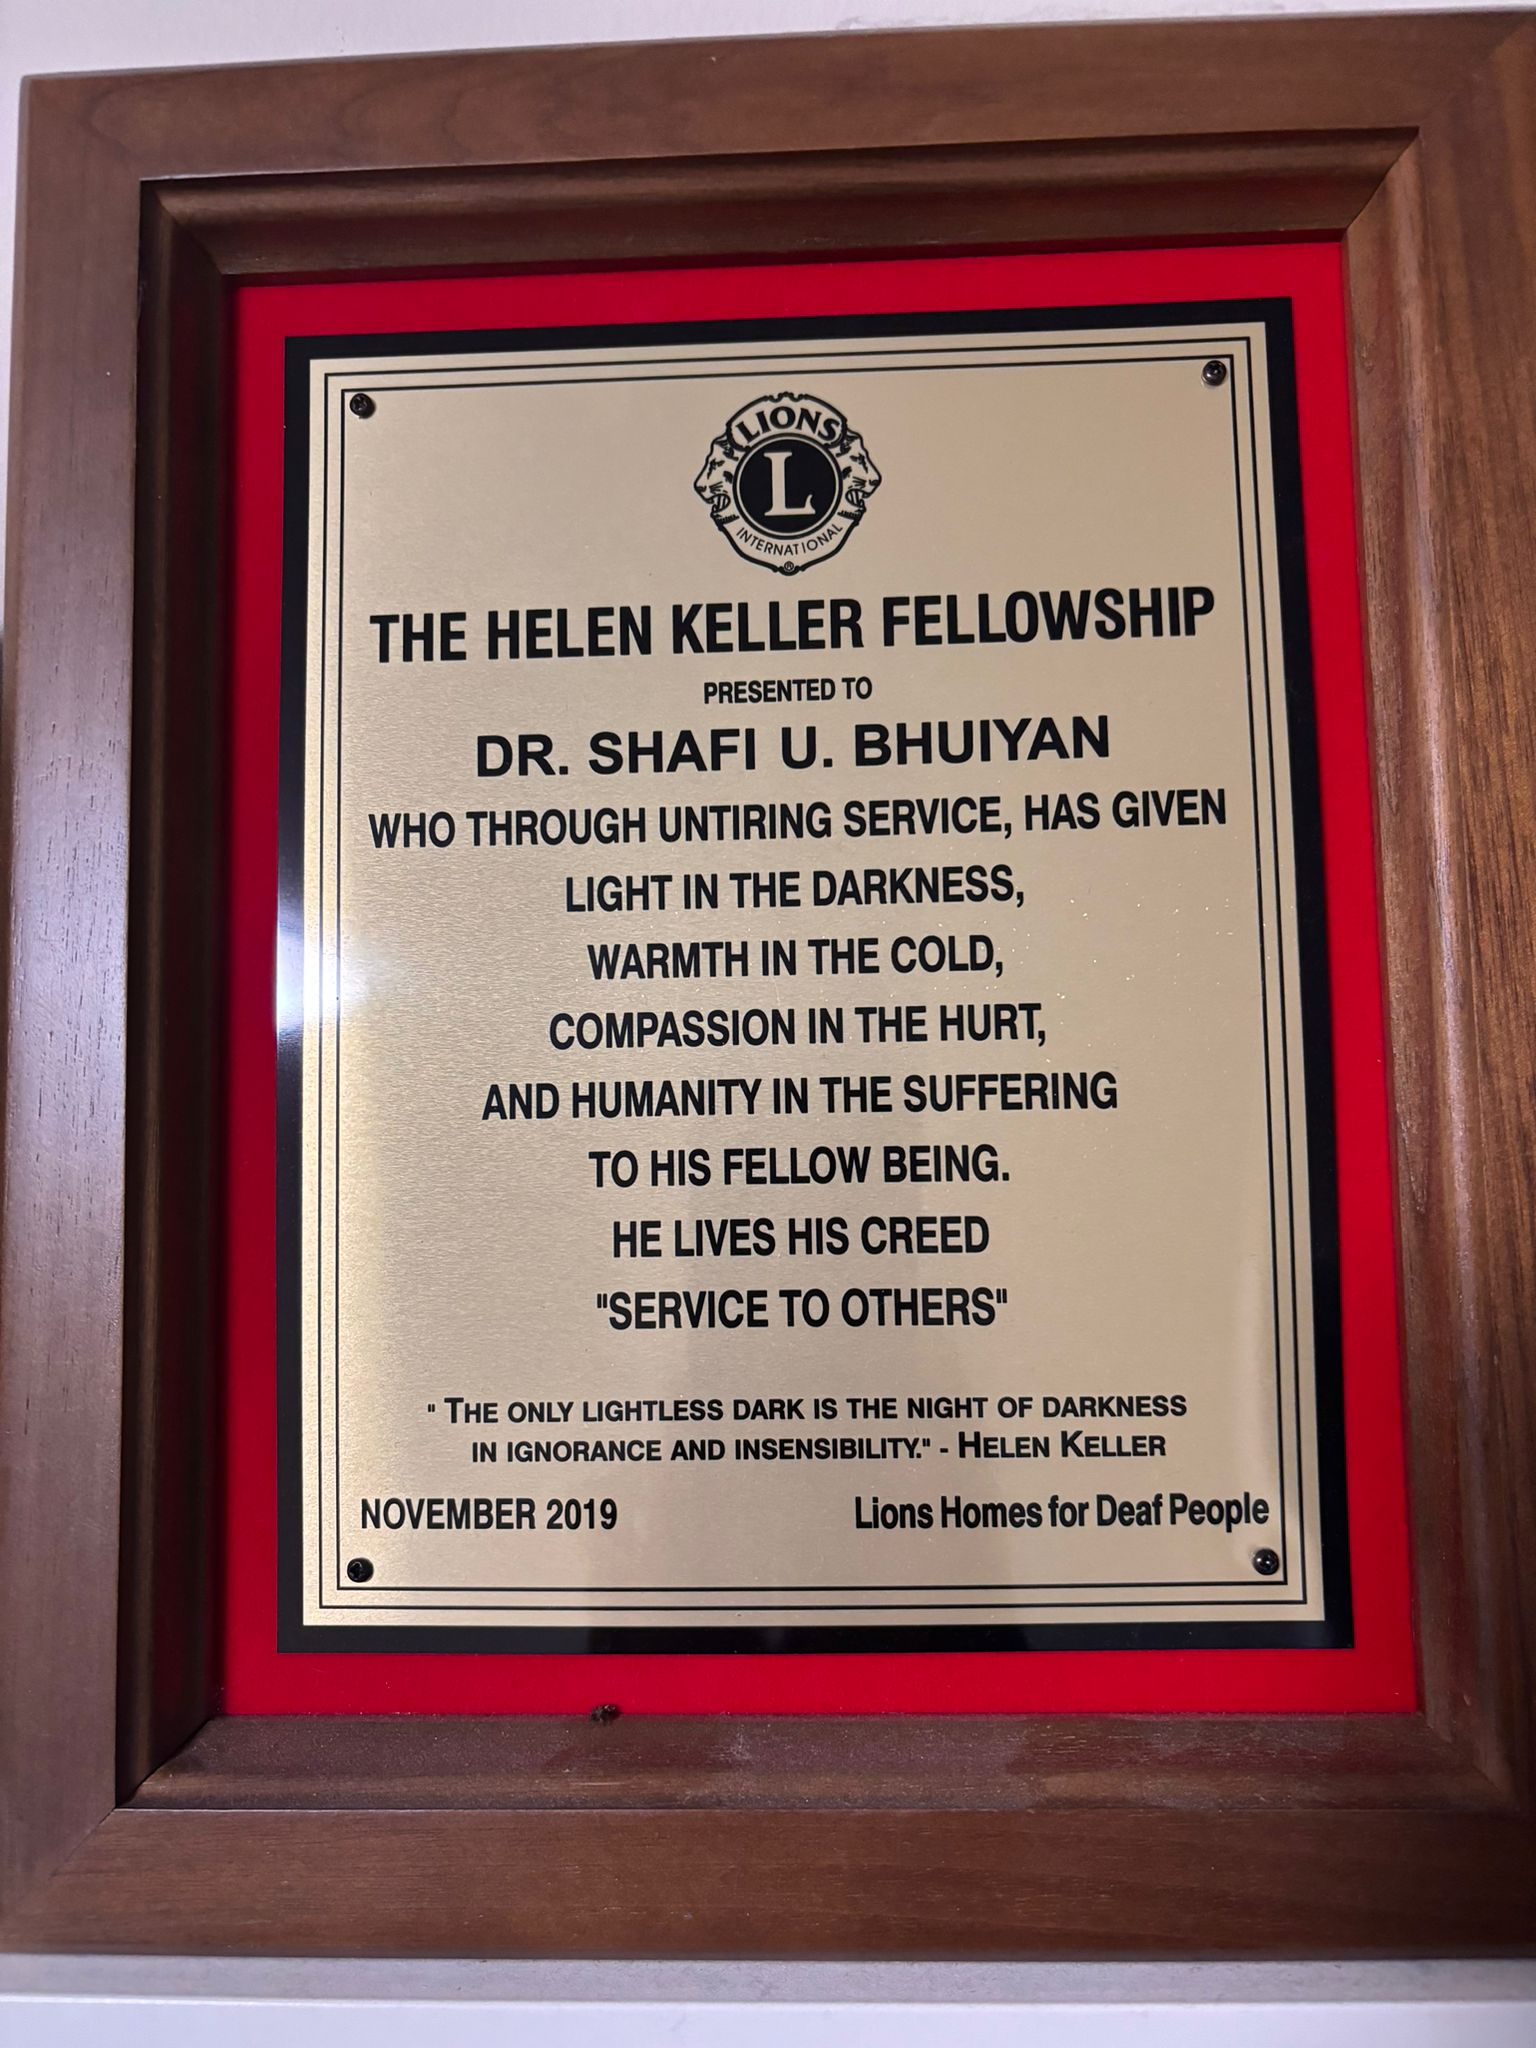 LIONS
L
INTERNATIONAL
®
THE HELEN KELLER FELLOWSHIP
PRESENTED TO
DR. SHAFI U. BHUIYAN
WHO THROUGH UNTIRING SERVICE, HAS GIVEN
LIGHT IN THE DARKNESS,
WARMTH IN THE COLD,
COMPASSION IN THE HURT,
AND HUMANITY IN THE SUFFERING
TO HIS FELLOW BEING.
HE LIVES HIS CREED
"SERVICE TO OTHERS"
" THE ONLY LIGHTLESS DARK IS THE NIGHT OF DARKNESS
IN IGNORANCE AND INSENSIBILITY." - HELEN KELLER
NOVEMBER 2019 Lions Homes for Deaf People